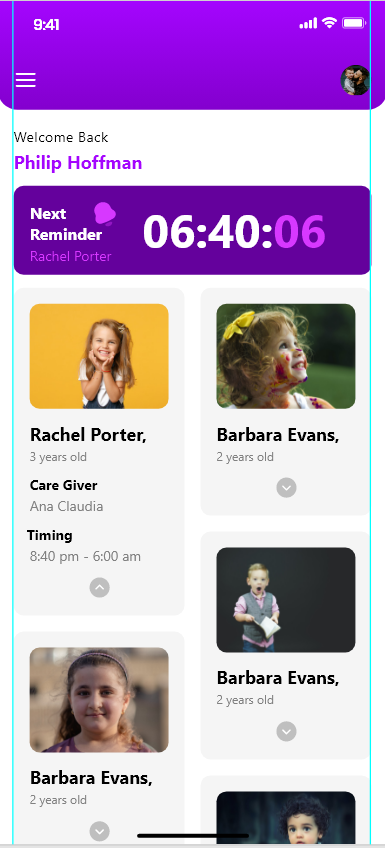 9:41
Welcome Back
Philip Hoffman
Next
Reminder
Rachel Porter
06:40:06
Rachel Porter,
3 years old
Care Giver
Ana Claudia
Timing
8:40 pm - 6:00 am
Barbara Evans,
2 years old
Barbara Evans,
2 years old
Barbara Evans,
2 years old